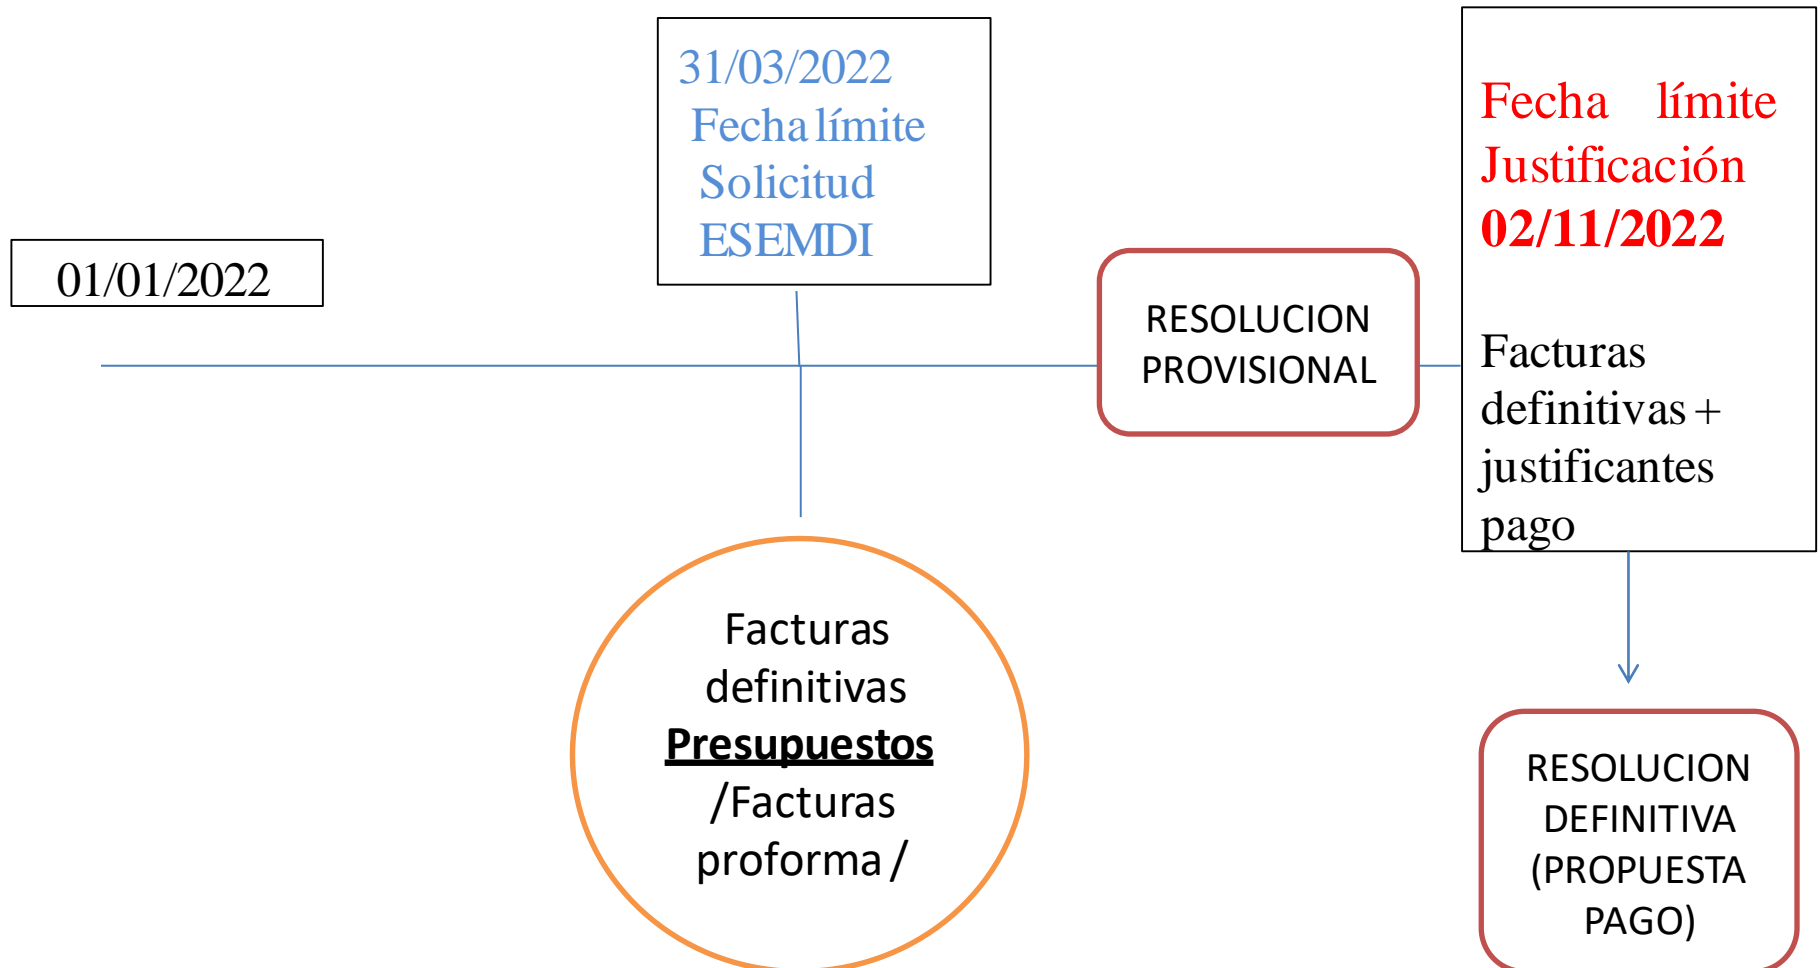 01/01/2022
31/03/2022
Fecha límite
Solicitud
ESEMDI
RESOLUCION
PROVISIONAL
Fecha límite
Justificación
02/11/2022
Facturas
definitivas +
justificantes
pago
Facturas
definitivas
Presupuestos
/Facturas
proforma /
RESOLUCION
DEFINITIVA
(PROPUESTA
PAGO)